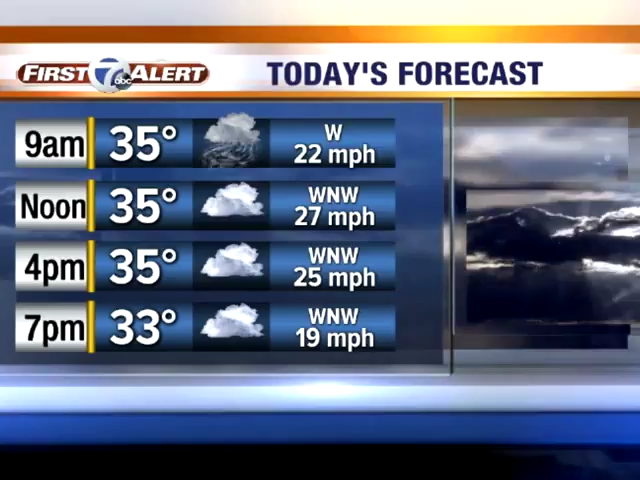 FIRST 7 abc ALERT
TODAY'S FORECAST
9am 35° W 22 mph
Noon 35° WNW 27 mph
4pm 35° WNW 25 mph
7pm 33° WNW 19 mph